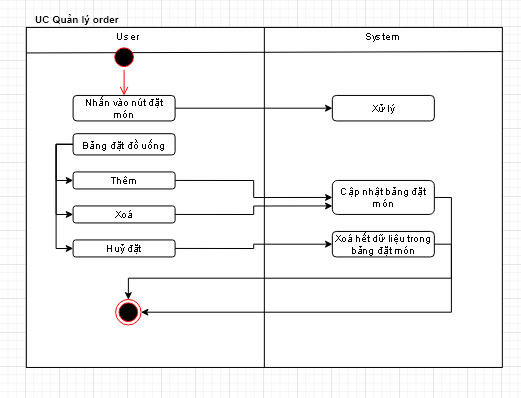 UC Quản lý order
User
System
Nhấn vào nút đặt
món
Xử lý
Bảng đặt đồ uống
Thêm
Cập nhật bảng đặt
món
Xoá
Huỷ đặt
Xoá hết dữ liệu trong
bảng đặt món